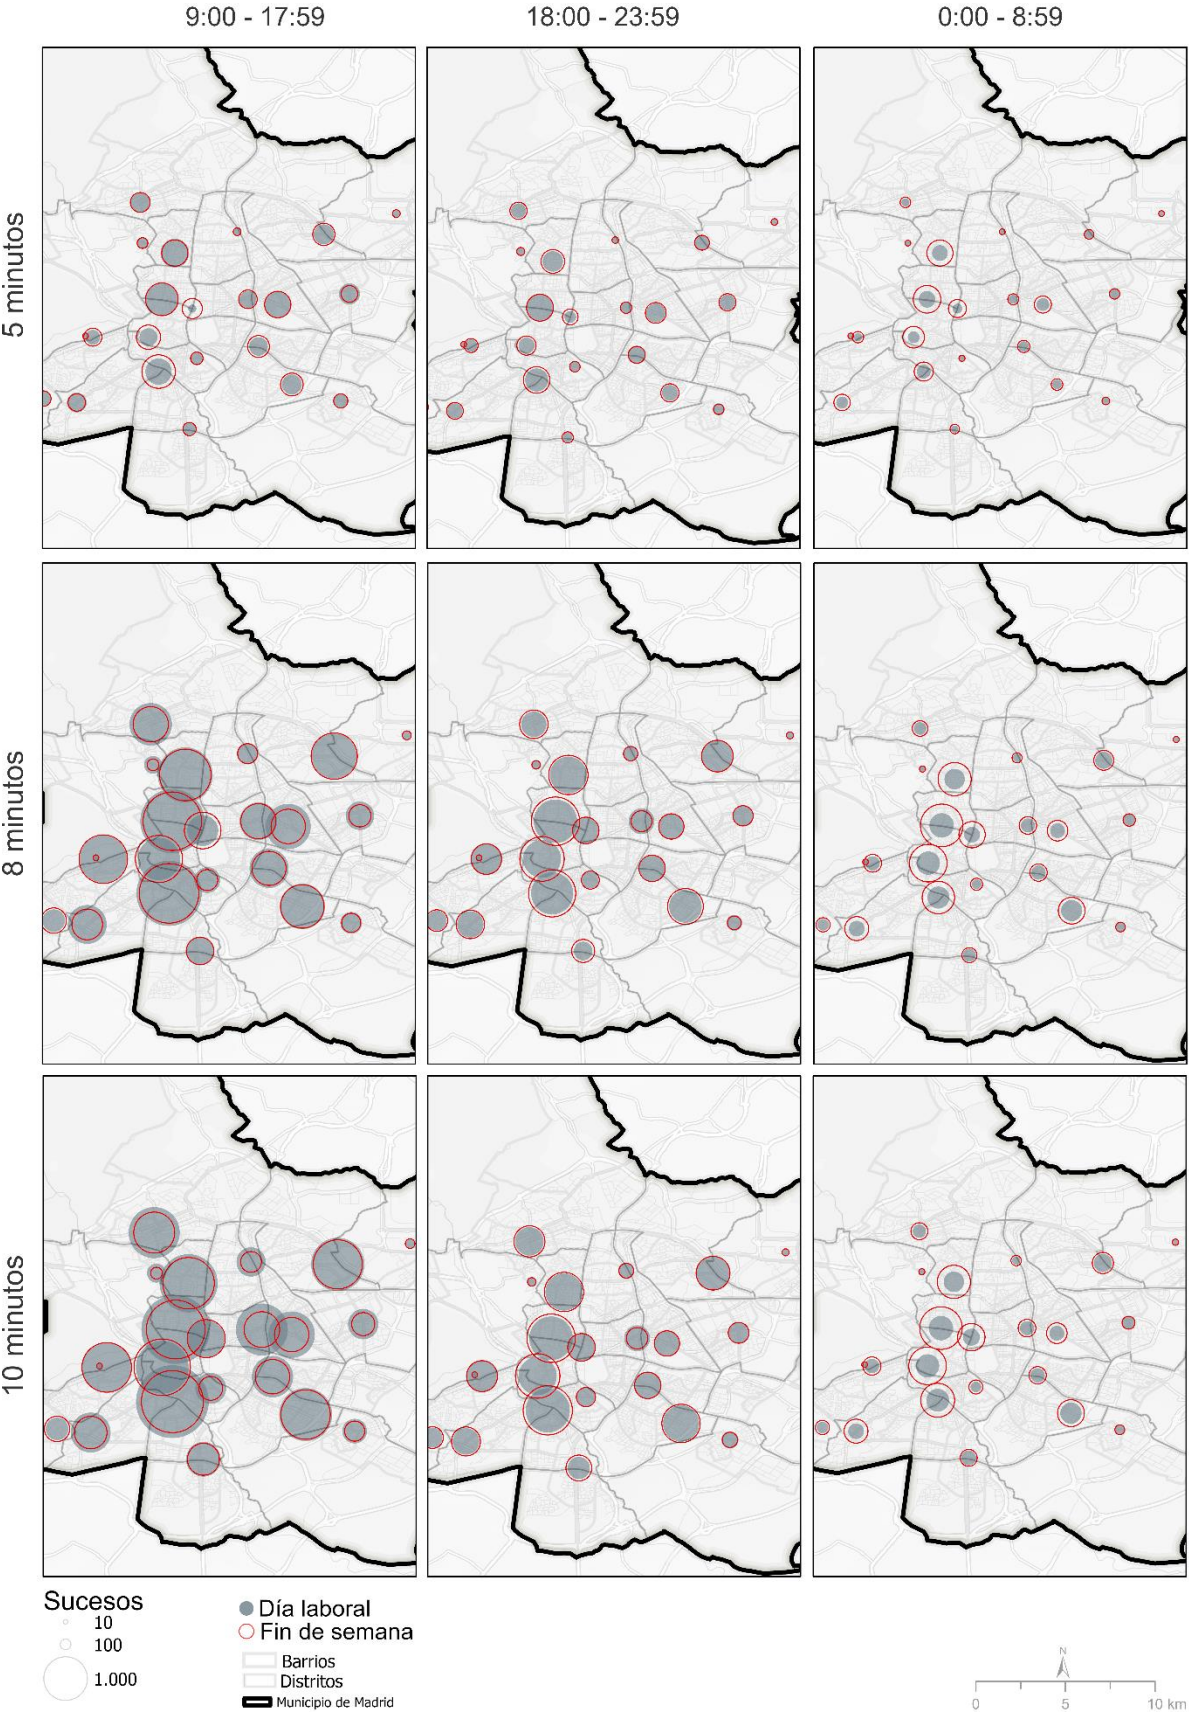 9:00 - 17:59
18:00 - 23:59
0:00 - 8:59
5 minutos
8 minutos
10 minutos
Sucesos
10
100
1.000
Día laboral
Fin de semana
Barrios
Distritos
Municipio de Madrid
N
0 5 10 km